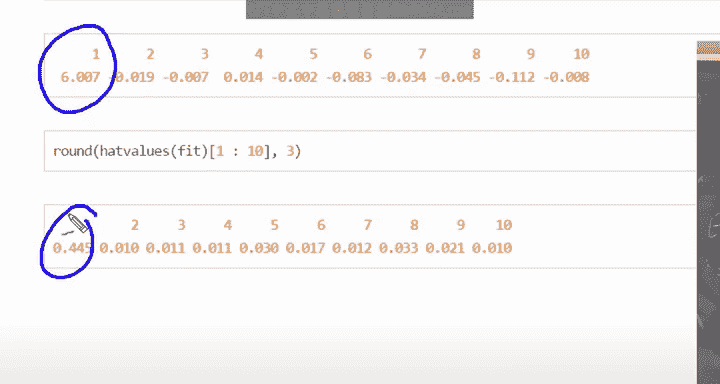 1 2 3 4 5 6 7 8 9 10
6.007 -0.019 -0.007 0.014 -0.002 -0.083 -0.034 -0.045 -0.112 -0.008
round(hatvalues(fit)[1 : 10], 3)
2 3 4 5 6 7 8 9 10
0.445 0.010 0.011 0.011 0.030 0.017 0.012 0.033 0.021 0.010